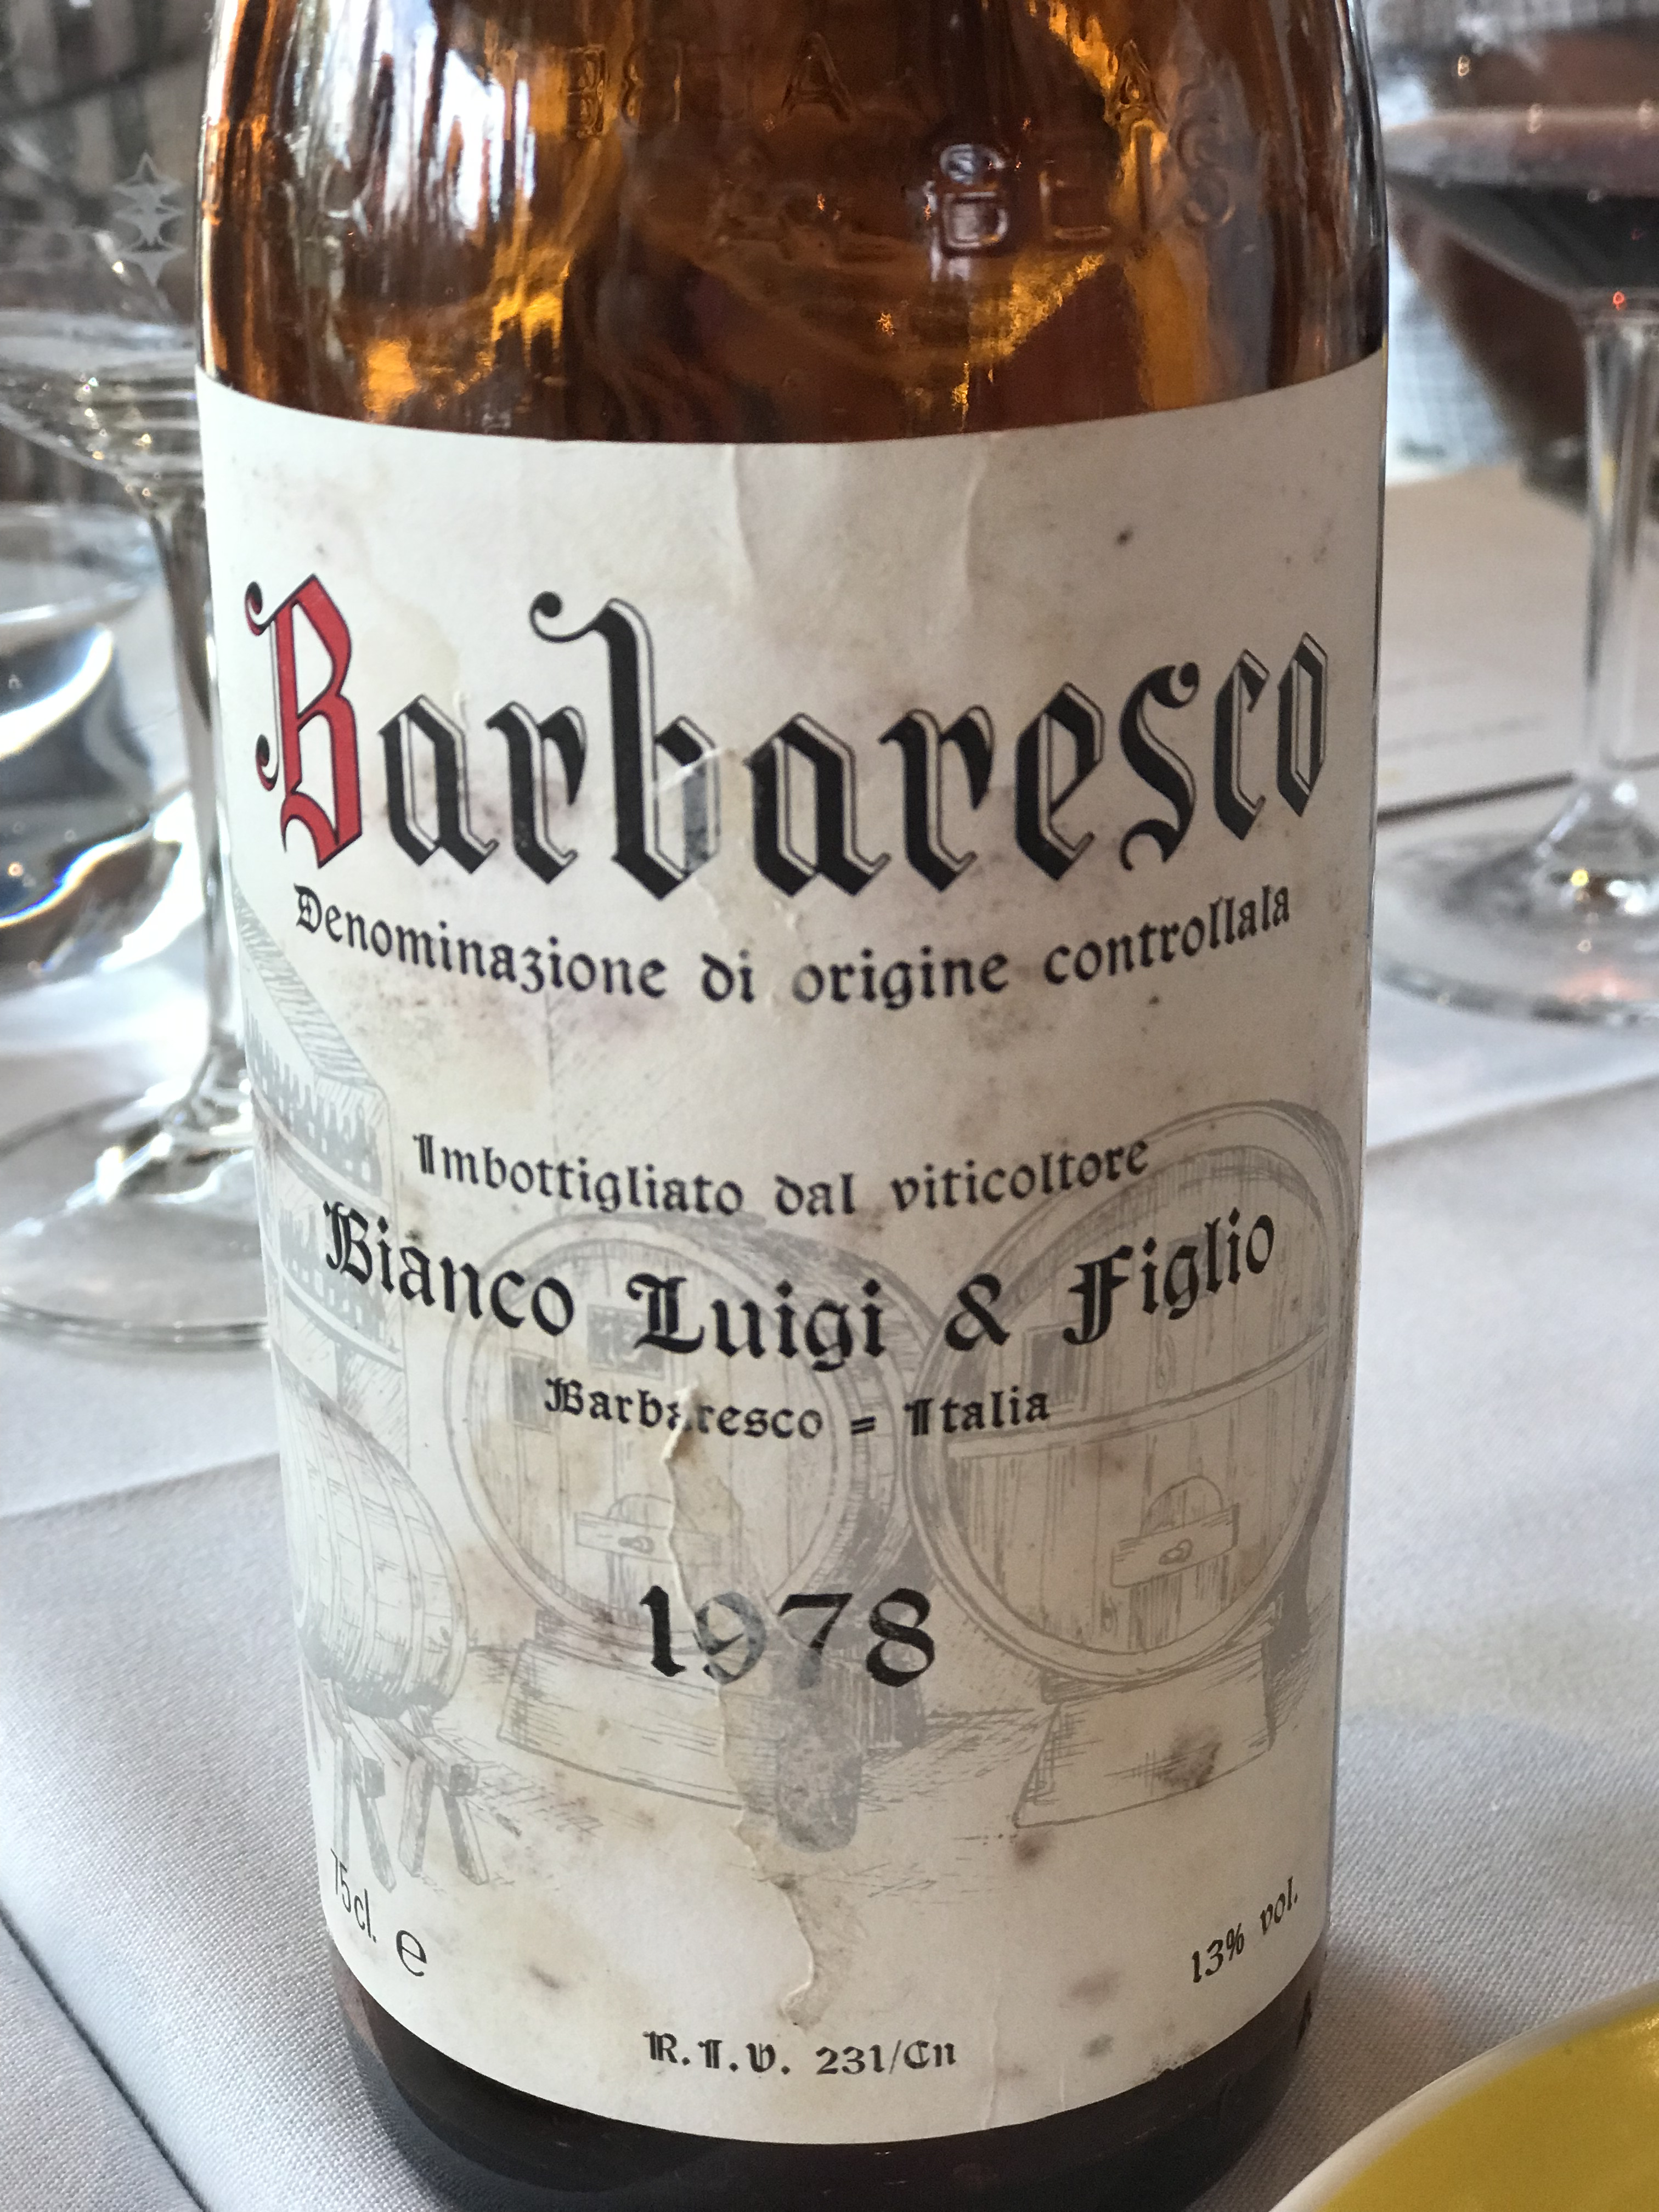 Barbaresco
Denominazione di origine controllata
Imbottigliato dal viticoltore
Bianco Luigi & Figlio
Barbaresco = Italia
1978
75cl. e
13% vol.
R.I.V. 231/Cn